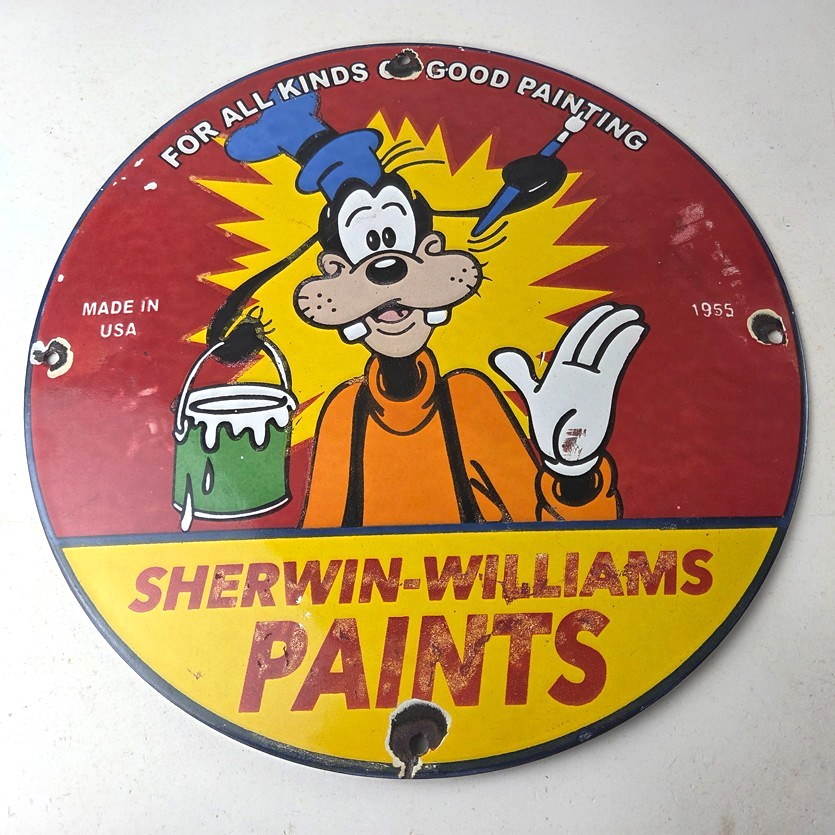 FOR ALL KINDS GOOD PAINTING
MADE IN
USA
1955
SHERWIN-WILLIAMS
PAINTS